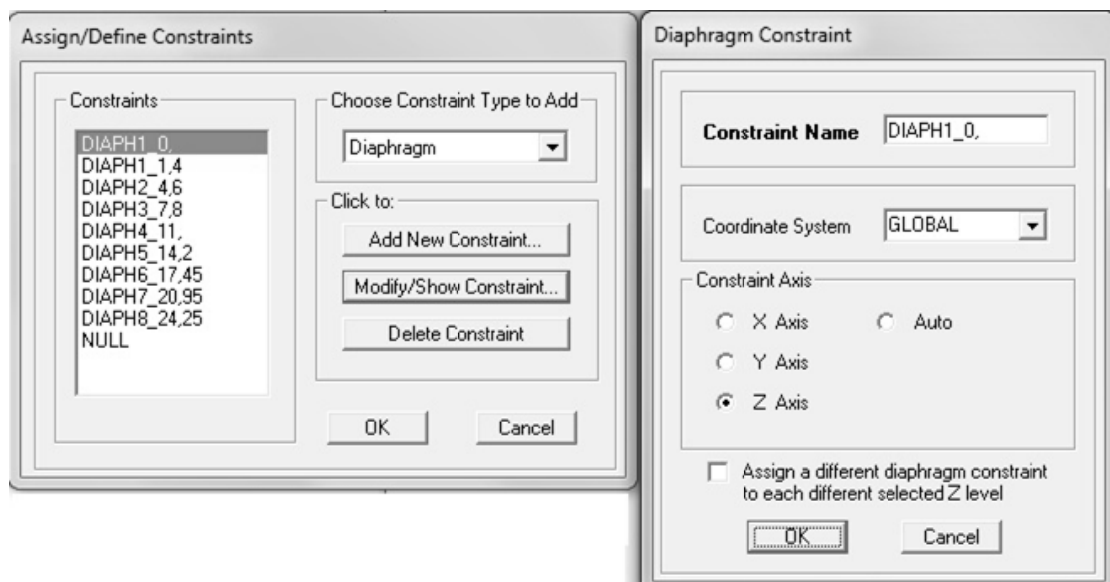 Assign/Define Constraints
Constraints
DIAPH1_0,
DIAPH1_1,4
DIAPH2_4,6
DIAPH3_7,8
DIAPH4_11,
DIAPH5_14,2
DIAPH6_17,45
DIAPH7_20,95
DIAPH8_24,25
NULL
Choose Constraint Type to Add
Diaphragm
Click to:
Add New Constraint...
Modify/Show Constraint...
Delete Constraint
OK
Cancel
Diaphragm Constraint
Constraint Name
DIAPH1_0,
Coordinate System
GLOBAL
Constraint Axis
X Axis
Auto
Y Axis
Z Axis
Assign a different diaphragm constraint
to each different selected Z level
OK
Cancel